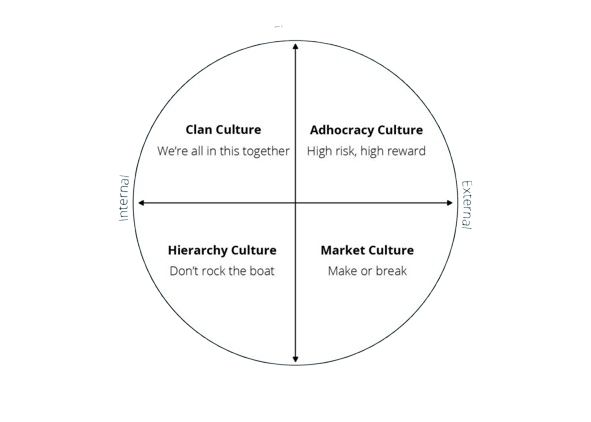 Clan Culture
We're all in this together
Adhocracy Culture
High risk, high reward
Internal
External
Hierarchy Culture
Don't rock the boat
Market Culture
Make or break